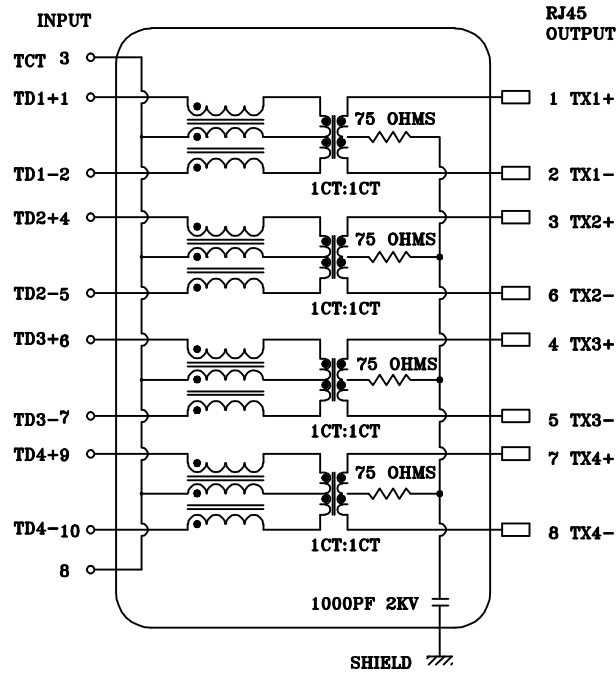 INPUT
RJ45
OUTPUT
TCT 3
TD1+1
75 OHMS
1 TX1+
TD1-2
1CT:1CT
2 TX1-
TD2+4
75 OHMS
3 TX2+
TD2-5
1CT:1CT
6 TX2-
TD3+6
75 OHMS
4 TX3+
TD3-7
1CT:1CT
5 TX3-
TD4+9
75 OHMS
7 TX4+
TD4-10
1CT:1CT
8 TX4-
8
1000PF 2KV
SHIELD